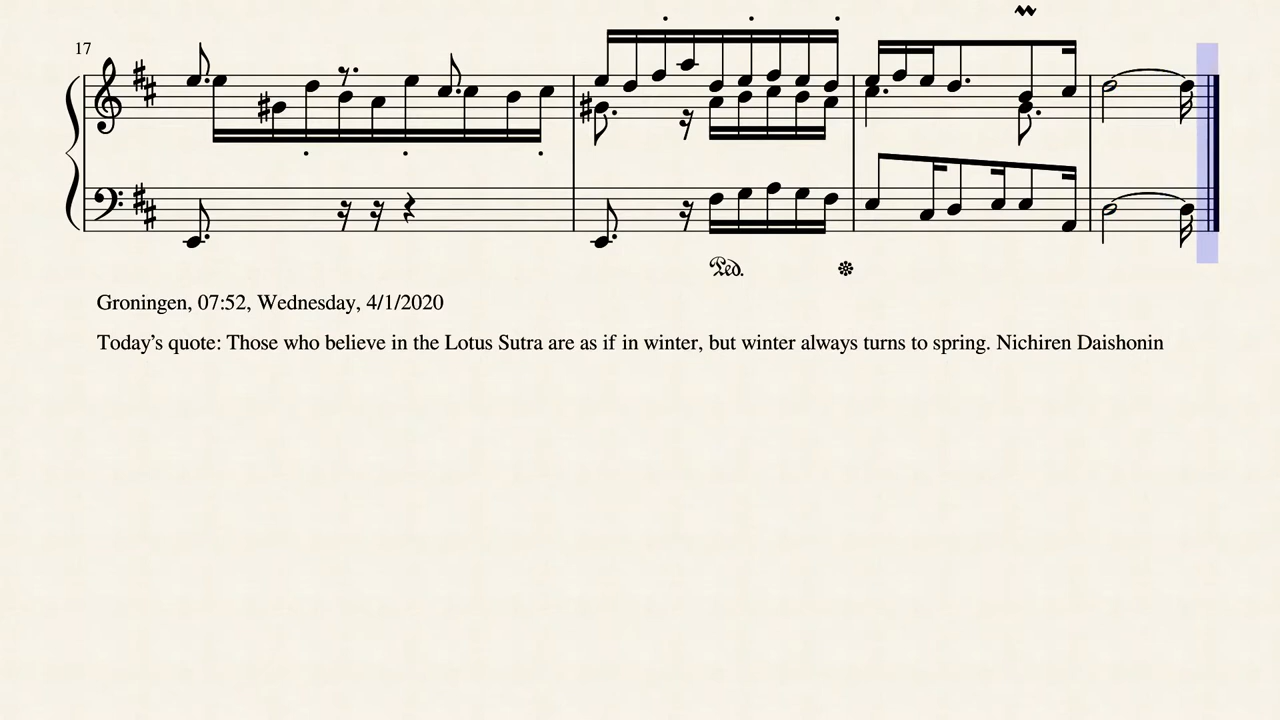 17
Ped.
Groningen, 07:52, Wednesday, 4/1/2020
Today’s quote: Those who believe in the Lotus Sutra are as if in winter, but winter always turns to spring. Nichiren Daishonin